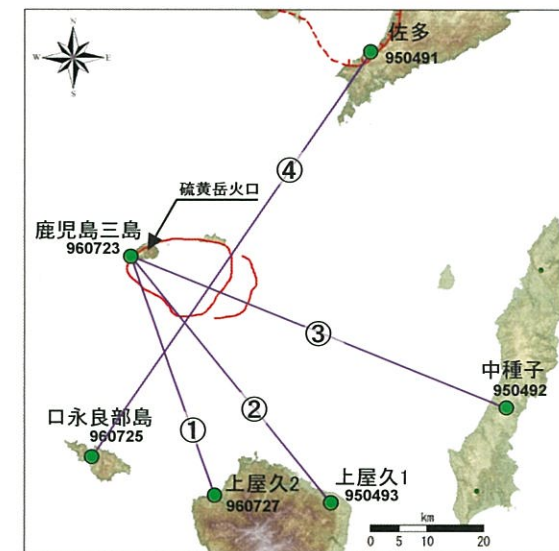 N
W
E
S
佐多
950491
④
硫黄岳火口
鹿児島三島
960723
③
中種子
950492
口永良部島
960725
①
②
上屋久2
960727
上屋久1
950493
km
0 5 10 20